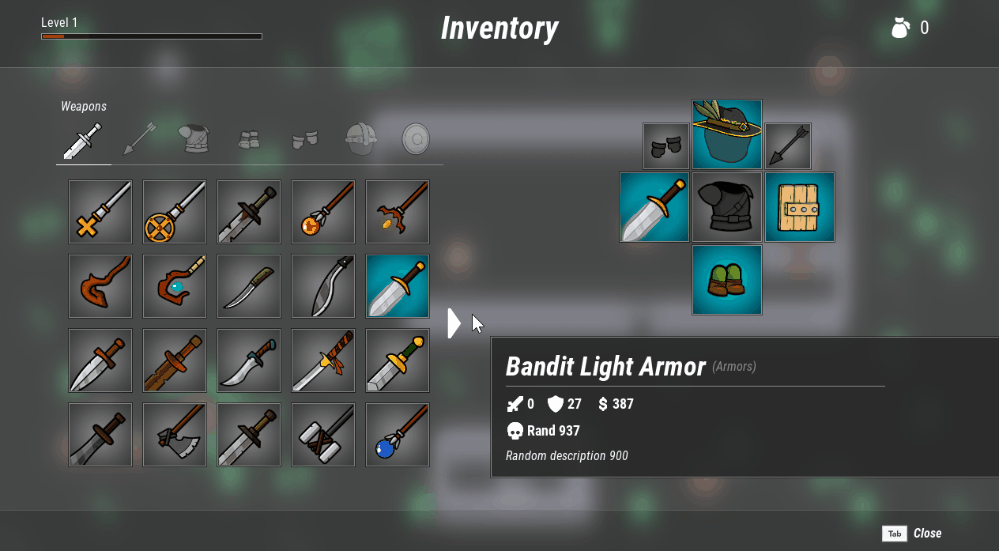 Level 1
Inventory
0
Weapons
Bandit Light Armor (Armors)
0 27 $ 387
Rand 937
Random description 900
Tab Close